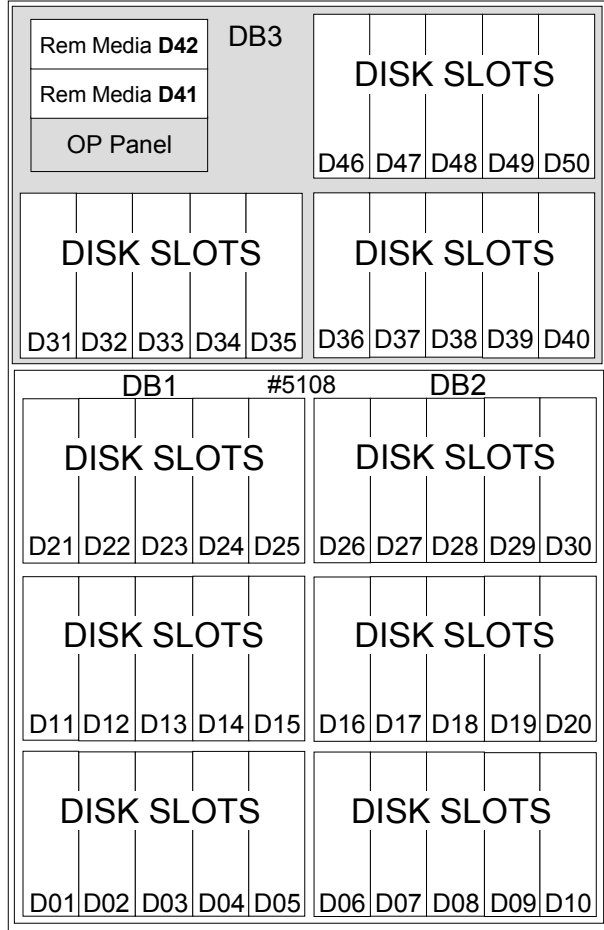 Rem Media D42
DB3
Rem Media D41
OP Panel
DISK SLOTS
D46 D47 D48 D49 D50
DISK SLOTS
D31 D32 D33 D34 D35
DISK SLOTS
D36 D37 D38 D39 D40
DB1 #5108 DB2
DISK SLOTS
D21 D22 D23 D24 D25
DISK SLOTS
D26 D27 D28 D29 D30
DISK SLOTS
D11 D12 D13 D14 D15
DISK SLOTS
D16 D17 D18 D19 D20
DISK SLOTS
D01 D02 D03 D04 D05
DISK SLOTS
D06 D07 D08 D09 D10